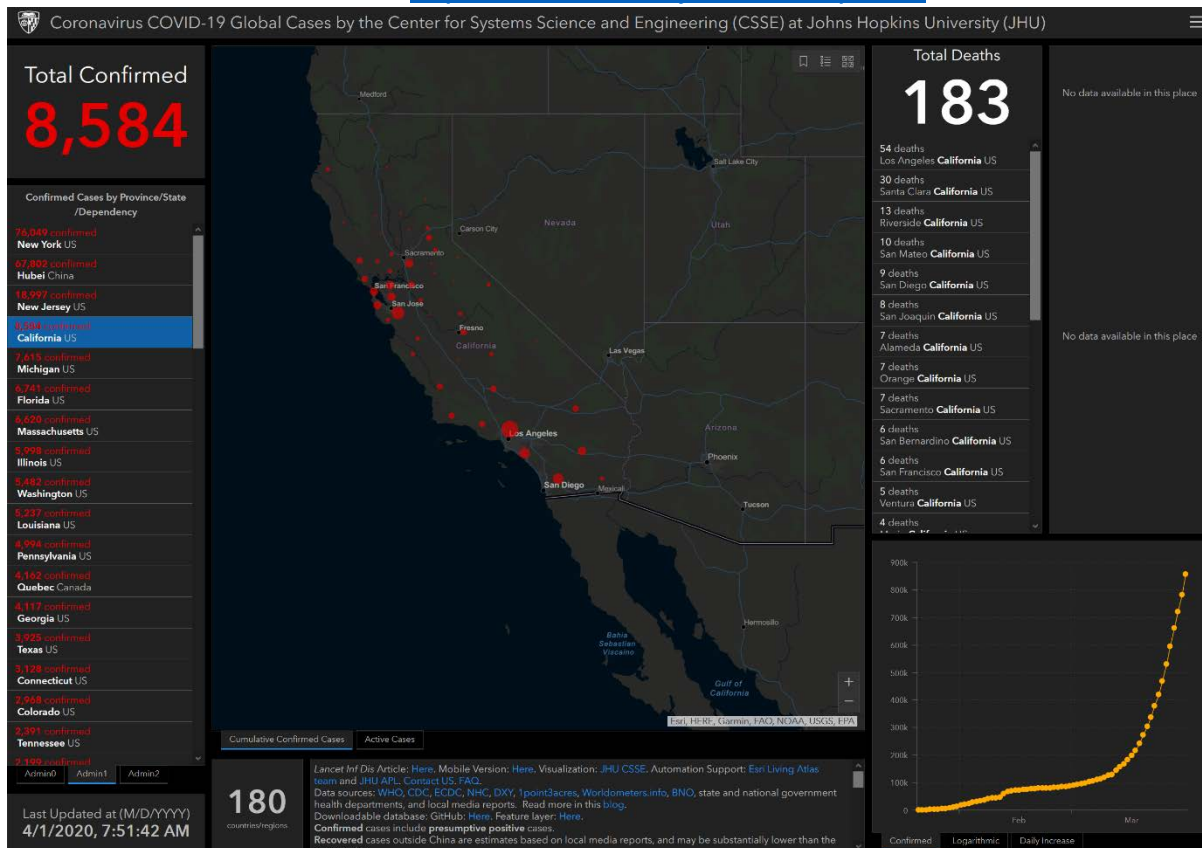 Coronavirus COVID-19 Global Cases by the Center for Systems Science and Engineering (CSSE) at Johns Hopkins University (JHU)
Total Confirmed
8,584
Confirmed Cases by Province/State
/Dependency
76,049 confirmed
New York US
67,802 confirmed
Hubei China
18,997 confirmed
New Jersey US
8,584 confirmed
California US
7,615 confirmed
Michigan US
6,741 confirmed
Florida US
6,620 confirmed
Massachusetts US
5,998 confirmed
Illinois US
5,482 confirmed
Washington US
5,237 confirmed
Louisiana US
4,994 confirmed
Pennsylvania US
4,162 confirmed
Quebec Canada
4,117 confirmed
Georgia US
3,925 confirmed
Texas US
3,128 confirmed
Connecticut US
2,968 confirmed
Colorado US
2,391 confirmed
Tennessee US
2,199 confirmed
Admin0
Admin1
Admin2
Last Updated at (M/D/YYYY)
4/1/2020, 7:51:42 AM
Medford
Salt Lake City
Carson City
Nevada
Utah
Sacramento
San Francisco
San Jose
Fresno
California
Las Vegas
Los Angeles
Arizona
Phoenix
San Diego
Mexicali
Tucson
Hermosillo
Bahia
Sebastian
Viscaino
Gulf of
California
+
−
Esri, HERE, Garmin, FAO, NOAA, USGS, EPA
Cumulative Confirmed Cases
Active Cases
180
countries/regions
Lancet Inf Dis Article: Here. Mobile Version: Here. Visualization: JHU CSSE. Automation Support: Esri Living Atlas
team and JHU APL. Contact US. FAQ.
Data sources: WHO, CDC, ECDC, NHC, DXY, 1point3acres, Worldometers.info, BNO, state and national government
health departments, and local media reports. Read more in this blog.
Downloadable database: GitHub: Here. Feature layer: Here.
Confirmed cases include presumptive positive cases.
Recovered cases outside China are estimates based on local media reports, and may be substantially lower than the
Total Deaths
183
54 deaths
Los Angeles California US
30 deaths
Santa Clara California US
13 deaths
Riverside California US
10 deaths
San Mateo California US
9 deaths
San Diego California US
8 deaths
San Joaquin California US
7 deaths
Alameda California US
7 deaths
Orange California US
7 deaths
Sacramento California US
6 deaths
San Bernardino California US
6 deaths
San Francisco California US
5 deaths
Ventura California US
4 deaths
No data available in this place
No data available in this place
900k
800k
700k
600k
500k
400k
300k
200k
100k
0
Feb
Mar
Confirmed
Logarithmic
Daily Increase